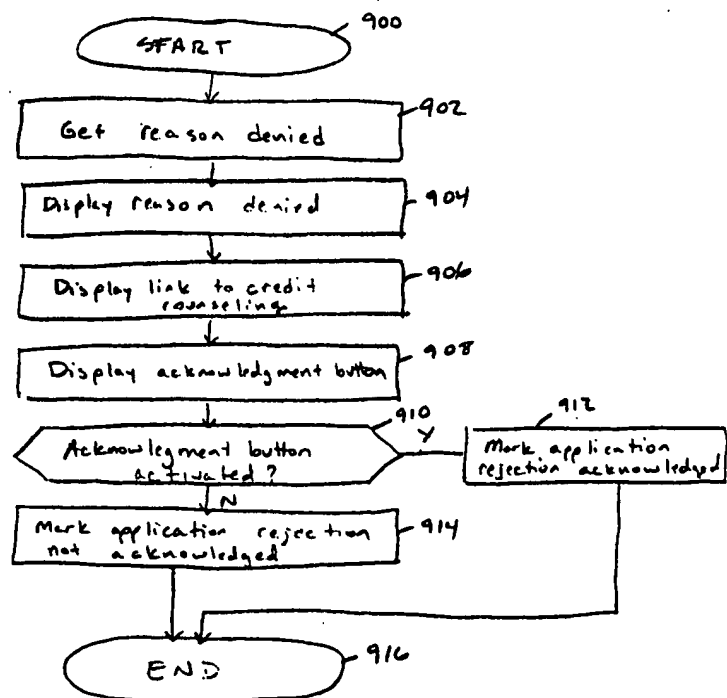 START
900
Get reason denied
902
Display reason denied
904
Display link to credit
counseling
906
Display acknowledgment button
908
Acknowlegment button
activated?
910
Y
912
Mark application
rejection acknowledged
N
Mark application rejection
not acknowledged
914
END
916